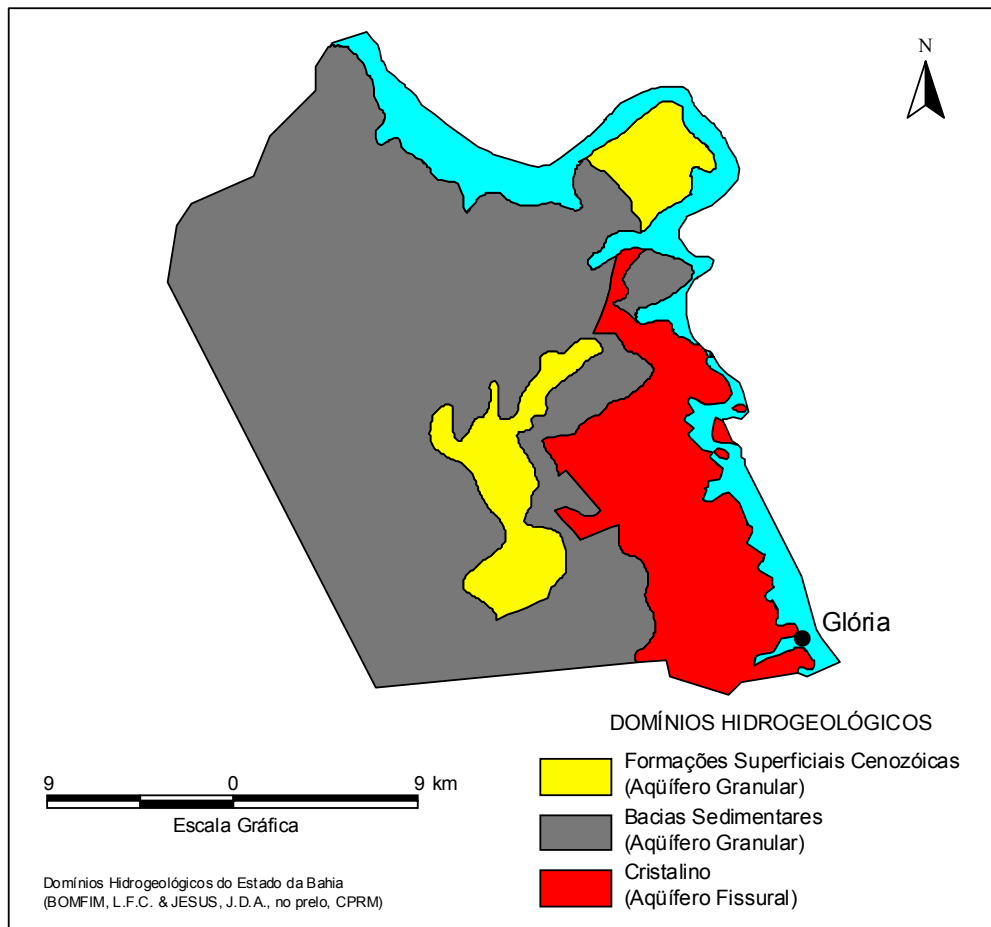 N
Glória
DOMÍNIOS HIDROGEOLÓGICOS
Formações Superficiais Cenozóicas
(Aqüífero Granular)
Bacias Sedimentares
(Aqüífero Granular)
Cristalino
(Aqüífero Fissural)
9 0 9 km
Escala Gráfica
Domínios Hidrogeológicos do Estado da Bahia
(BOMFIM, L.F.C. & JESUS, J.D.A., no prelo, CPRM)